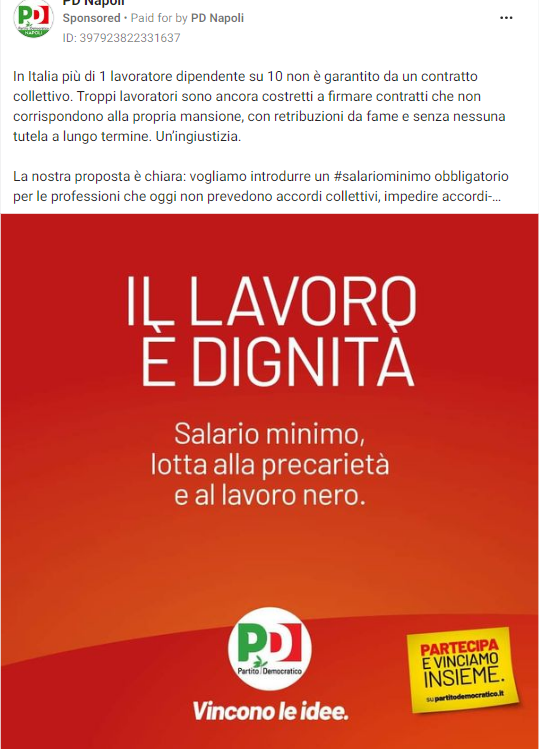 PD Napoli
Sponsored • Paid for by PD Napoli
ID: 397923822331637
In Italia più di 1 lavoratore dipendente su 10 non è garantito da un contratto
collettivo. Troppi lavoratori sono ancora costretti a firmare contratti che non
corrispondono alla propria mansione, con retribuzioni da fame e senza nessuna
tutela a lungo termine. Un'ingiustizia.
La nostra proposta è chiara: vogliamo introdurre un #salariominimo obbligatorio
per le professioni che oggi non prevedono accordi collettivi, impedire accordi-...
IL LAVORO
È DIGNITÀ
Salario minimo,
lotta alla precarietà
e al lavoro nero.
PD
Partito Democratico
Vincono le idee.
PARTECIPA
E VINCIAMO
INSIEME.
su partitodemocratico.it
PD
NAPOLI